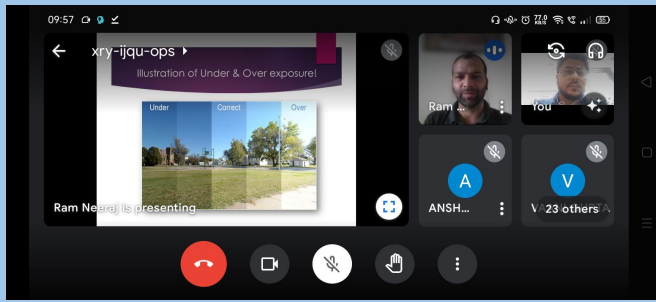 09:57
77.0
KB/S
85
xry-ijqu-ops
Illustration of Under & Over exposure!
Under Correct Over
Ram Neeraj is presenting
Ram ...
You
A
ANSH...
V
23 others